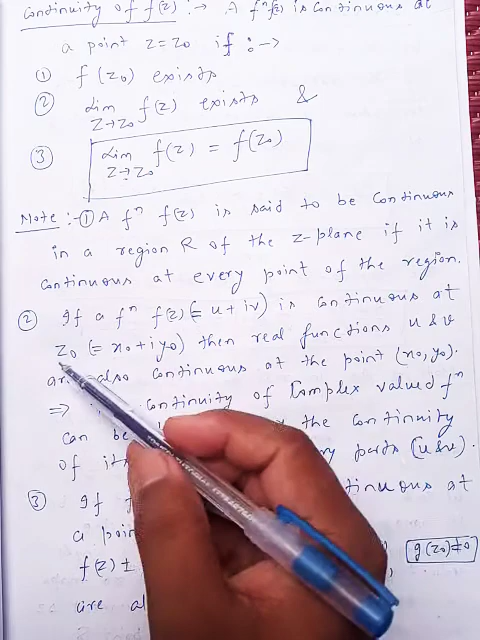 Continuity of f(z) :→ A fⁿ f(z) is continuous at
a point z=z₀ if :→
① f(z₀) exists
② lim z→z₀ f(z) exists &
③ lim z→z₀ f(z) = f(z₀)
Note :- ① A fⁿ f(z) is said to be continuous
in a region R of the z-plane if it is
continuous at every point of the region.
② If a fⁿ f(z)(= u+iv) is continuous at
z₀ (= x₀+iy₀) then real functions u & v
also continuous at the point (x₀,y₀).
⇒ continuity of Complex valued fⁿ
can be the continuity
of its parts (u&v).
③ If continuous at
a point g(z₀)≠0
f(z) ±
are